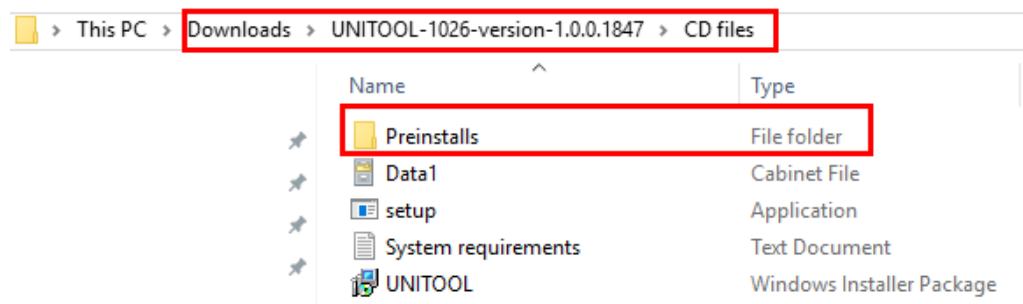 This PC > Downloads > UNITOOL-1026-version-1.0.0.1847 > CD files
Name Type
Preinstalls File folder
Data1 Cabinet File
setup Application
System requirements Text Document
UNITOOL Windows Installer Package